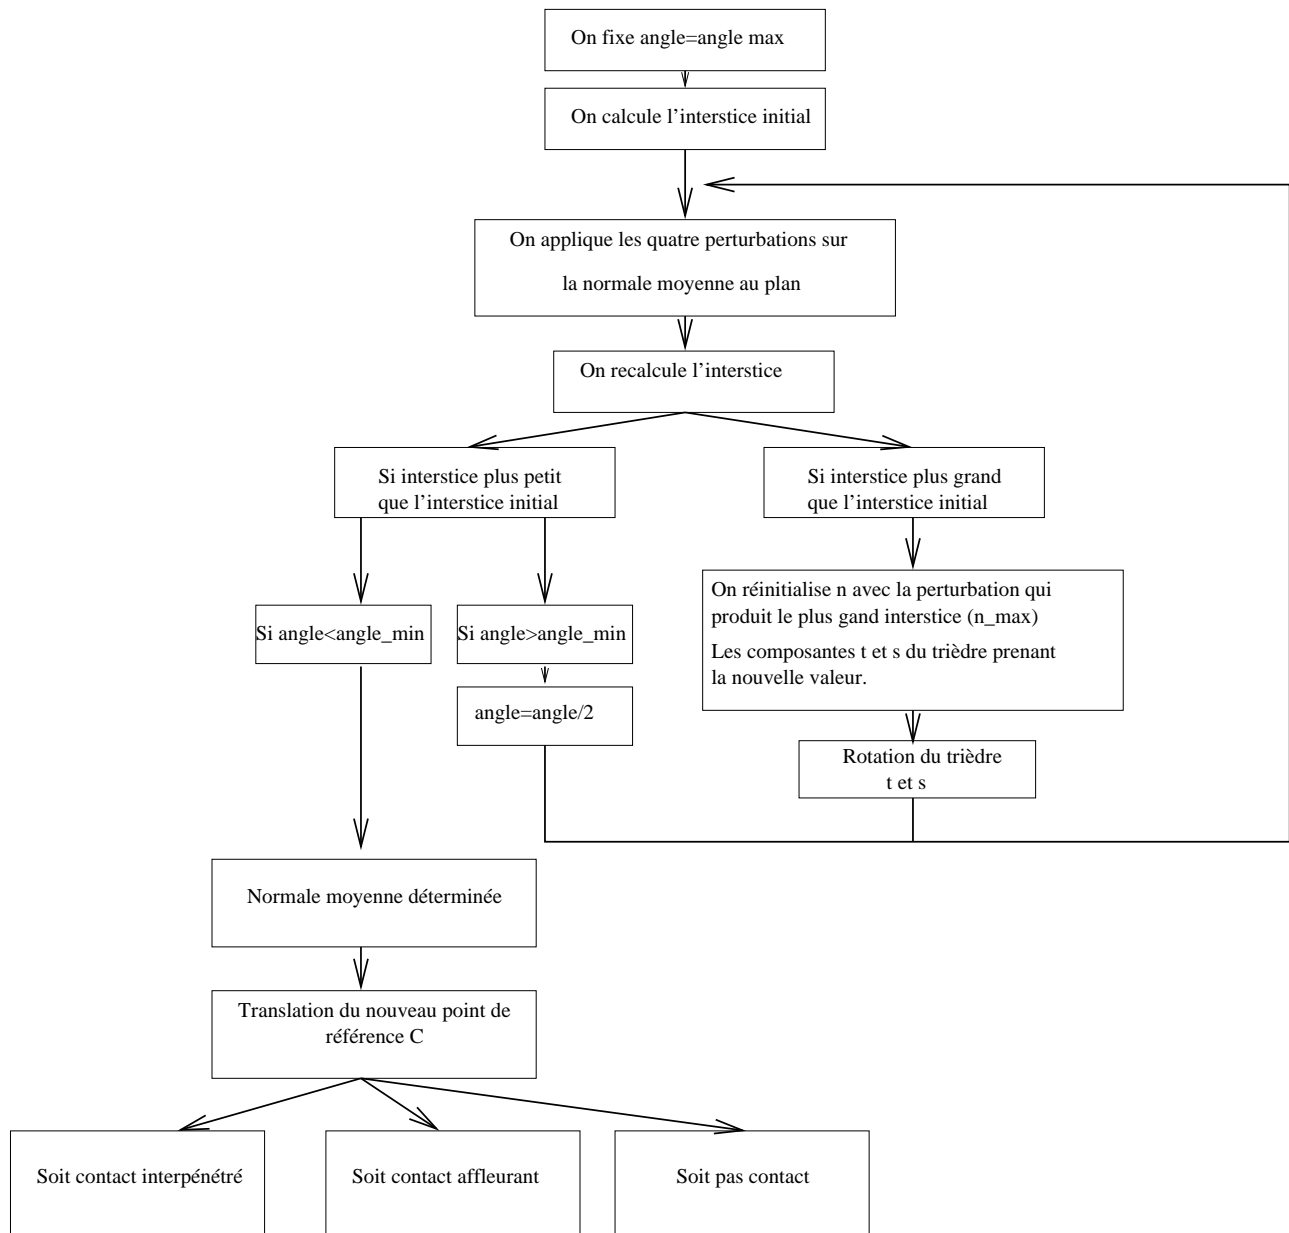 On fixe angle=angle max
On calcule l’interstice initial
On applique les quatre perturbations sur
la normale moyenne au plan
On recalcule l’interstice
Si interstice plus petit
que l’interstice initial
Si interstice plus grand
que l’interstice initial
Si angle<angle_min
Si angle>angle_min
On réinitialise n avec la perturbation qui
produit le plus gand interstice (n_max)
Les composantes t et s du trièdre prenant
la nouvelle valeur.
angle=angle/2
Rotation du trièdre
t et s
Normale moyenne déterminée
Translation du nouveau point de
référence C
Soit contact interpénétré
Soit contact affleurant
Soit pas contact